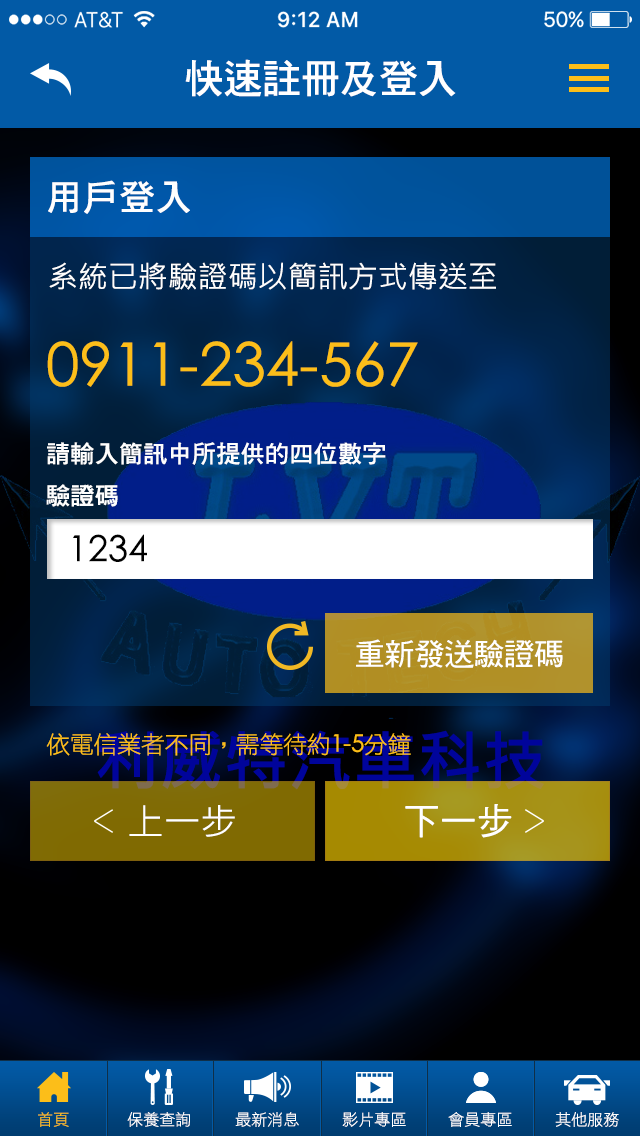 AT&T 9:12 AM 50%
快速註冊及登入
用戶登入
系統已將驗證碼以簡訊方式傳送至
0911-234-567
請輸入簡訊中所提供的四位數字
驗證碼
LVT
1234
AUTO TECH
重新發送驗證碼
依電信業者不同，需等待約1-5分鐘
利威特汽車科技
< 上一步
下一步 >
首頁 保養查詢 最新消息 影片專區 會員專區 其他服務